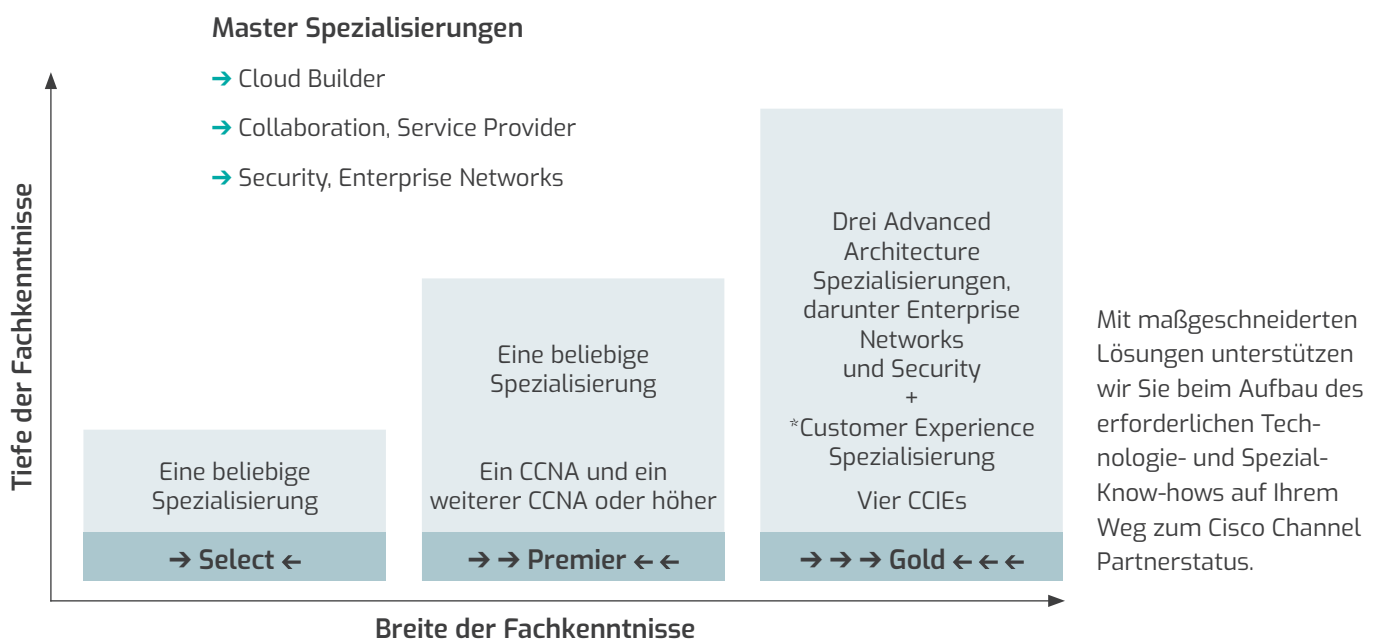 Master Spezialisierungen
➔ Cloud Builder
➔ Collaboration, Service Provider
➔ Security, Enterprise Networks
Tiefe der Fachkenntnisse
Eine beliebige
Spezialisierung
➔ Select ←
Eine beliebige
Spezialisierung
Ein CCNA und ein
weiterer CCNA oder höher
➔ ➔ Premier ← ←
Drei Advanced
Architecture
Spezialisierungen,
darunter Enterprise
Networks
und Security
+
*Customer Experience
Spezialisierung
Vier CCIEs
➔ ➔ ➔ Gold ← ← ←
Breite der Fachkenntnisse
Mit maßgeschneiderten
Lösungen unterstützen
wir Sie beim Aufbau des
erforderlichen Tech-
nologie- und Spezial-
Know-hows auf Ihrem
Weg zum Cisco Channel
Partnerstatus.